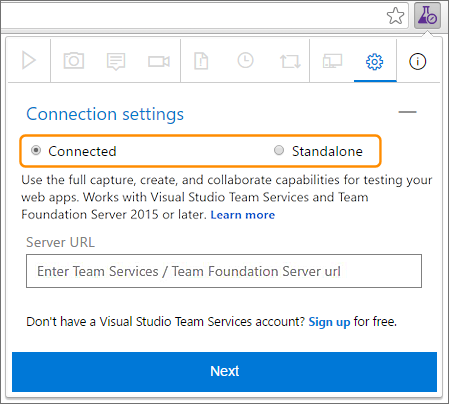 Connection settings
Connected
Standalone
Use the full capture, create, and collaborate capabilities for testing your
web apps. Works with Visual Studio Team Services and Team
Foundation Server 2015 or later. Learn more
Server URL
Enter Team Services / Team Foundation Server url
Don't have a Visual Studio Team Services account? Sign up for free.
Next